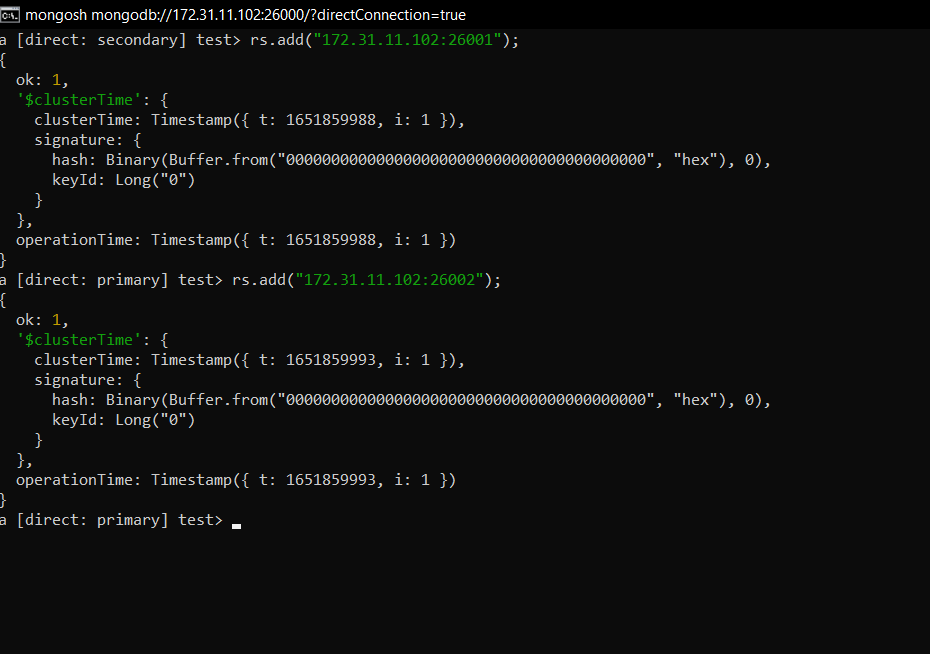 mongosh mongodb://172.31.11.102:26000/?directConnection=true
a [direct: secondary] test> rs.add("172.31.11.102:26001");
{
  ok: 1,
  '$clusterTime': {
    clusterTime: Timestamp({ t: 1651859988, i: 1 }),
    signature: {
      hash: Binary(Buffer.from("0000000000000000000000000000000000000000", "hex"), 0),
      keyId: Long("0")
    }
  },
  operationTime: Timestamp({ t: 1651859988, i: 1 })
}
a [direct: primary] test> rs.add("172.31.11.102:26002");
{
  ok: 1,
  '$clusterTime': {
    clusterTime: Timestamp({ t: 1651859993, i: 1 }),
    signature: {
      hash: Binary(Buffer.from("0000000000000000000000000000000000000000", "hex"), 0),
      keyId: Long("0")
    }
  },
  operationTime: Timestamp({ t: 1651859993, i: 1 })
}
a [direct: primary] test>